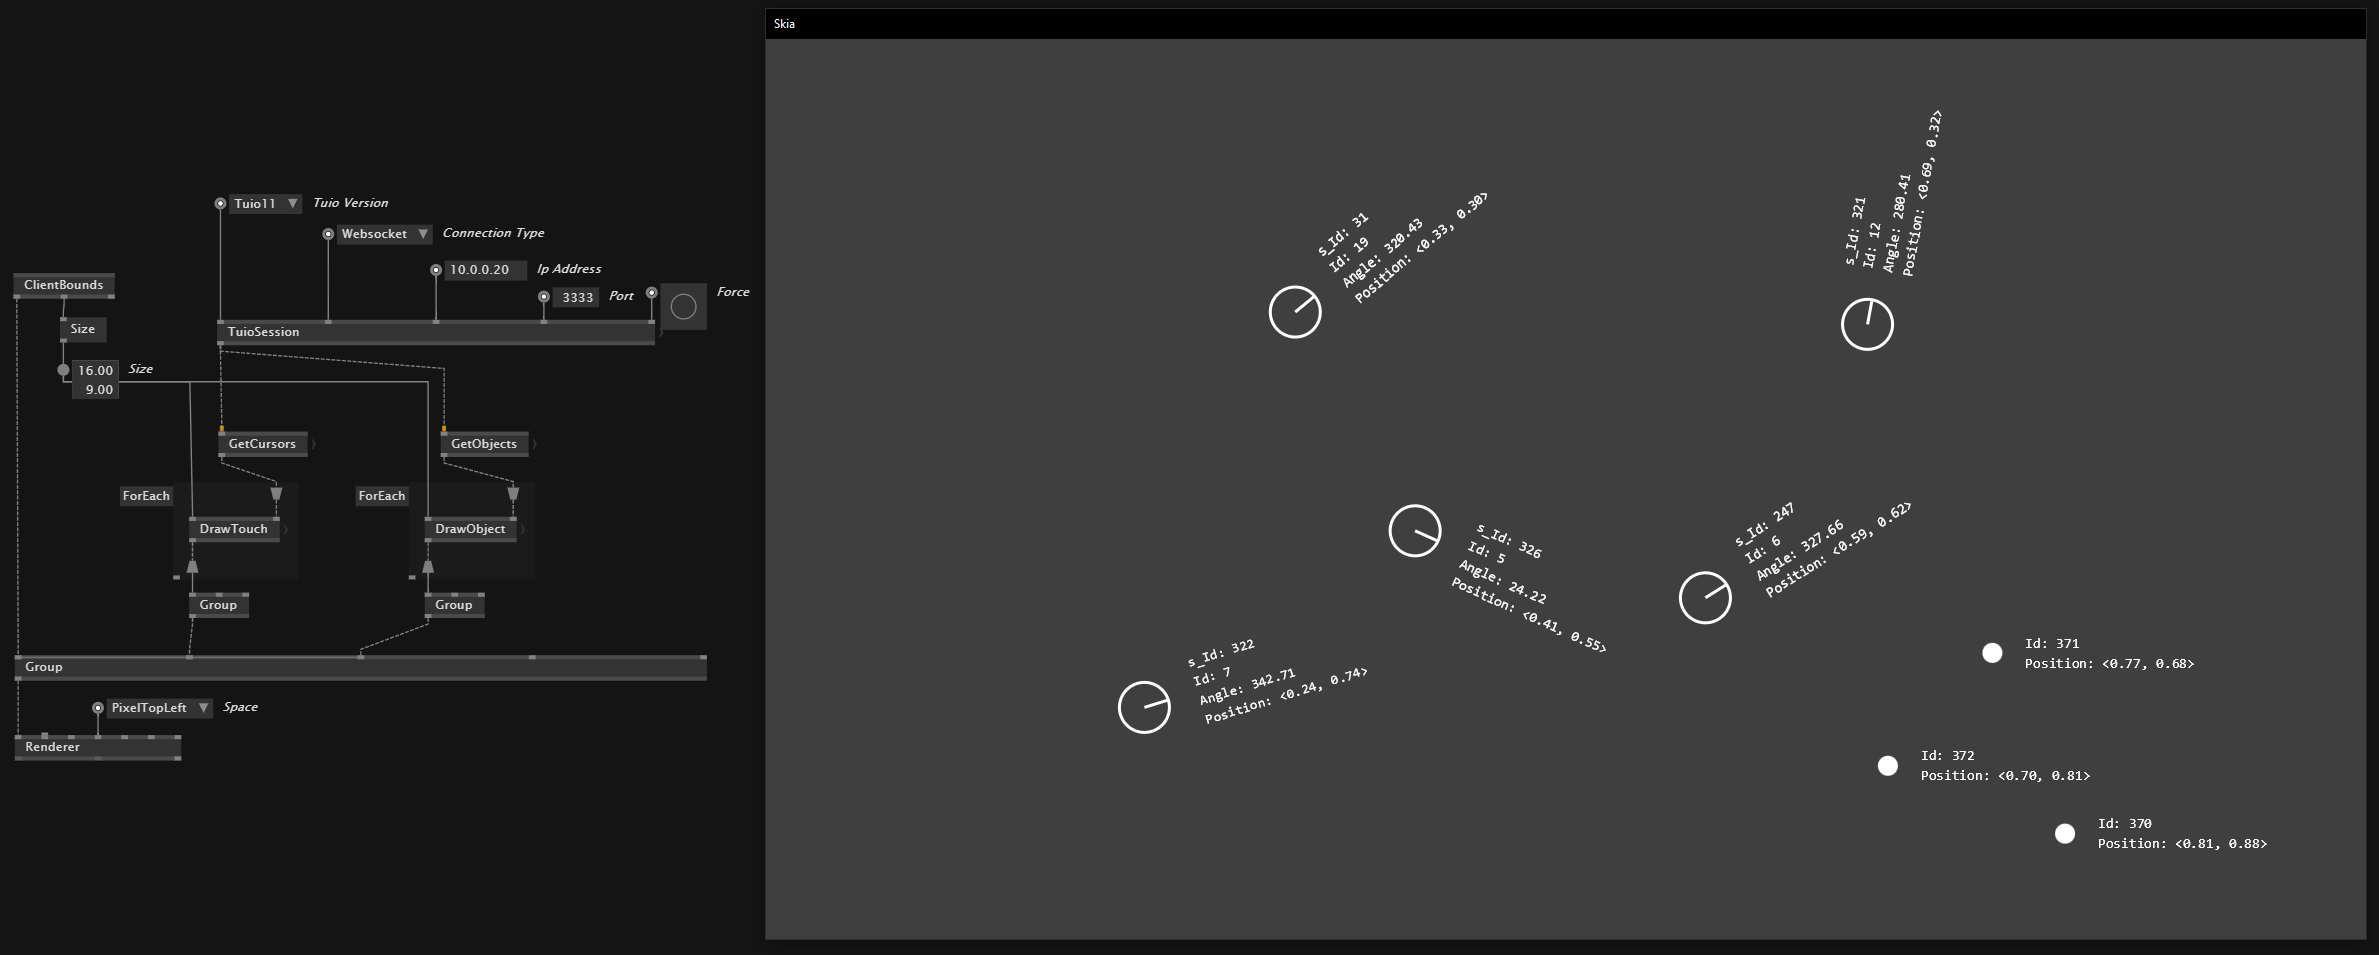 Tuio11
Tuio Version
Websocket
Connection Type
10.0.0.20
Ip Address
3333
Port
Force
ClientBounds
Size
TuioSession
16.00
9.00
Size
GetCursors
GetObjects
ForEach
ForEach
DrawTouch
DrawObject
Group
Group
Group
PixelTopLeft
Space
Renderer
Skia
s_Id: 31
Id: 19
Angle: 320.43
Position: <0.33, 0.30>
s_Id: 321
Id: 12
Angle: 280.41
Position: <0.69, 0.32>
s_Id: 326
Id: 5
Angle: 24.22
Position: <0.41, 0.55>
s_Id: 247
Id: 6
Angle: 327.66
Position: <0.59, 0.62>
s_Id: 322
Id: 7
Angle: 342.71
Position: <0.24, 0.74>
Id: 371
Position: <0.77, 0.68>
Id: 372
Position: <0.70, 0.81>
Id: 370
Position: <0.81, 0.88>